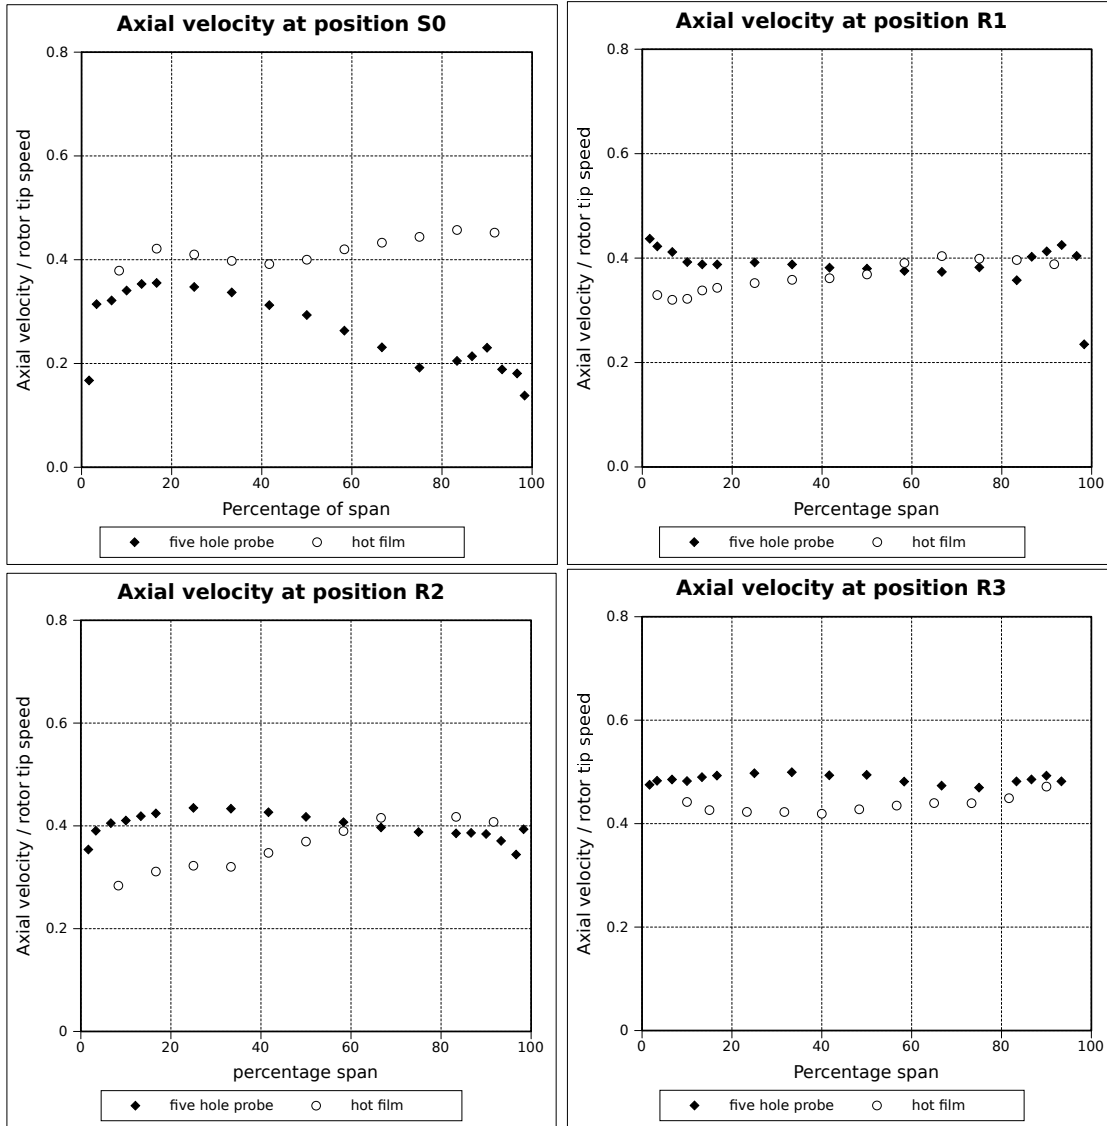 Axial velocity at position S0
0.8
0.6
0.4
0.2
0.0
Axial velocity / rotor tip speed
0 20 40 60 80 100
Percentage of span
five hole probe hot film
Axial velocity at position R1
0.8
0.6
0.4
0.2
0.0
Axial velocity / rotor tip speed
0 20 40 60 80 100
Percentage span
five hole probe hot film
Axial velocity at position R2
0.8
0.6
0.4
0.2
0
Axial velocity / rotor tip speed
0 20 40 60 80 100
percentage span
five hole probe hot film
Axial velocity at position R3
0.8
0.6
0.4
0.2
0
Axial velocity / rotor tip speed
0 20 40 60 80 100
Percentage span
five hole probe hot film